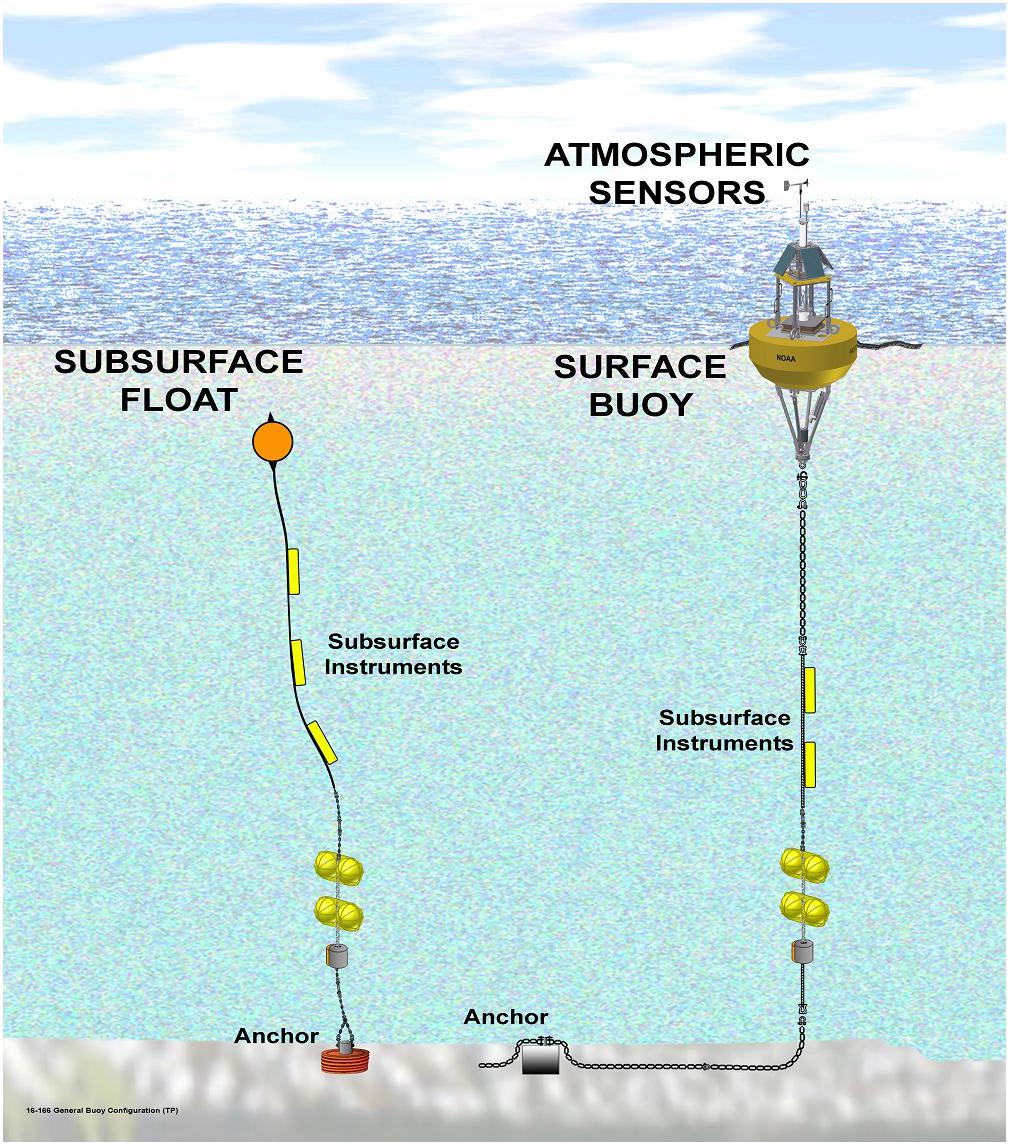 ATMOSPHERIC
SENSORS
SUBSURFACE
FLOAT
SURFACE
BUOY
NOAA
Subsurface
Instruments
Subsurface
Instruments
Anchor
Anchor
16-166 General Buoy Configuration (TP)